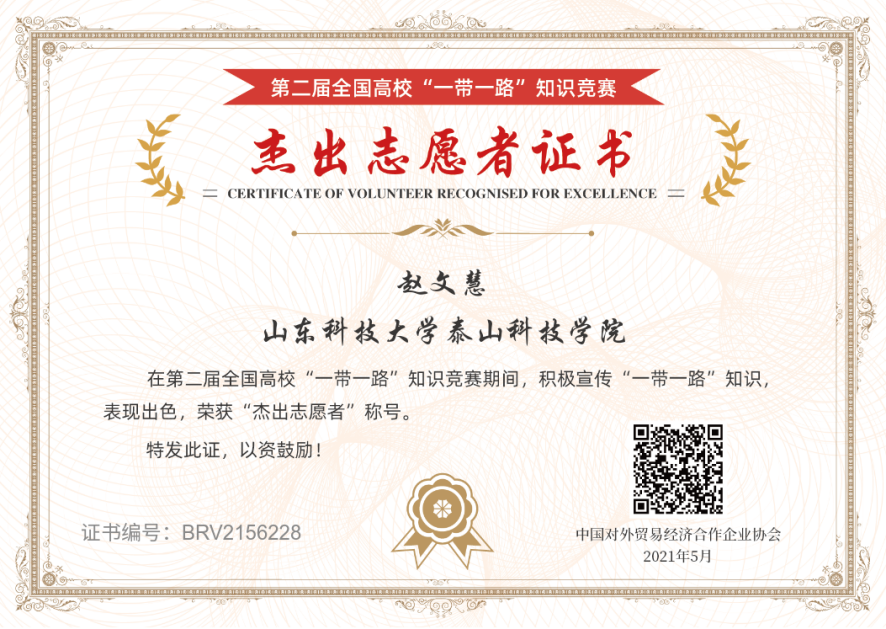 第二届全国高校“一带一路”知识竞赛
杰出志愿者证书
CERTIFICATE OF VOLUNTEER RECOGNISED FOR EXCELLENCE
赵文慧
山东科技大学泰山科技学院
在第二届全国高校“一带一路”知识竞赛期间，积极宣传“一带一路”知识，
表现出色，荣获“杰出志愿者”称号。
特发此证，以资鼓励！
证书编号：BRV2156228
中国对外贸易经济合作企业协会
2021年5月